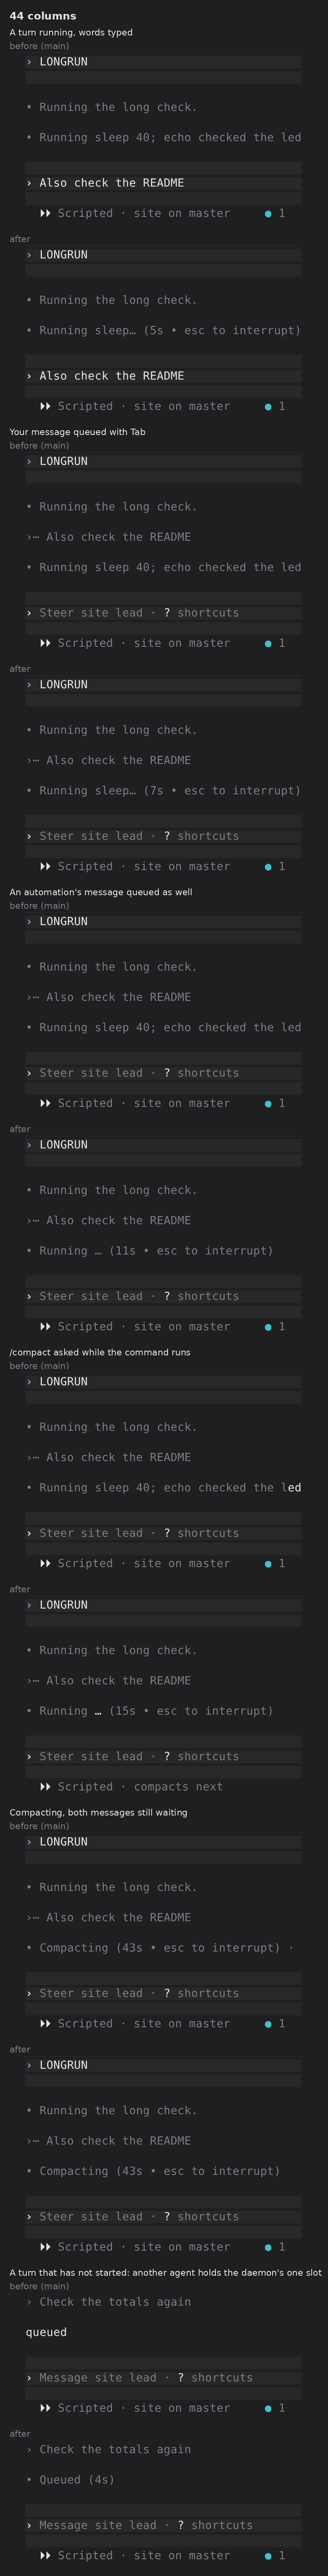 44 columns
A turn running, words typed
before (main)
› LONGRUN
• Running the long check.
• Running sleep 40; echo checked the led
› Also check the README
⏵⏵ Scripted · site on master ● 1
after
› LONGRUN
• Running the long check.
• Running sleep… (5s • esc to interrupt)
› Also check the README
⏵⏵ Scripted · site on master ● 1
Your message queued with Tab
before (main)
› LONGRUN
• Running the long check.
›⋯ Also check the README
• Running sleep 40; echo checked the led
› Steer site lead · ? shortcuts
⏵⏵ Scripted · site on master ● 1
after
› LONGRUN
• Running the long check.
›⋯ Also check the README
• Running sleep… (7s • esc to interrupt)
› Steer site lead · ? shortcuts
⏵⏵ Scripted · site on master ● 1
An automation's message queued as well
before (main)
› LONGRUN
• Running the long check.
›⋯ Also check the README
• Running sleep 40; echo checked the led
› Steer site lead · ? shortcuts
⏵⏵ Scripted · site on master ● 1
after
› LONGRUN
• Running the long check.
›⋯ Also check the README
• Running … (11s • esc to interrupt)
› Steer site lead · ? shortcuts
⏵⏵ Scripted · site on master ● 1
/compact asked while the command runs
before (main)
› LONGRUN
• Running the long check.
›⋯ Also check the README
• Running sleep 40; echo checked the led
› Steer site lead · ? shortcuts
⏵⏵ Scripted · site on master ● 1
after
› LONGRUN
• Running the long check.
›⋯ Also check the README
• Running … (15s • esc to interrupt)
› Steer site lead · ? shortcuts
⏵⏵ Scripted · compacts next
Compacting, both messages still waiting
before (main)
› LONGRUN
• Running the long check.
›⋯ Also check the README
• Compacting (43s • esc to interrupt) ·
› Steer site lead · ? shortcuts
⏵⏵ Scripted · site on master ● 1
after
› LONGRUN
• Running the long check.
›⋯ Also check the README
• Compacting (43s • esc to interrupt)
› Steer site lead · ? shortcuts
⏵⏵ Scripted · site on master ● 1
A turn that has not started: another agent holds the daemon's one slot
before (main)
› Check the totals again
queued
› Message site lead · ? shortcuts
⏵⏵ Scripted · site on master ● 1
after
› Check the totals again
• Queued (4s)
› Message site lead · ? shortcuts
⏵⏵ Scripted · site on master ● 1